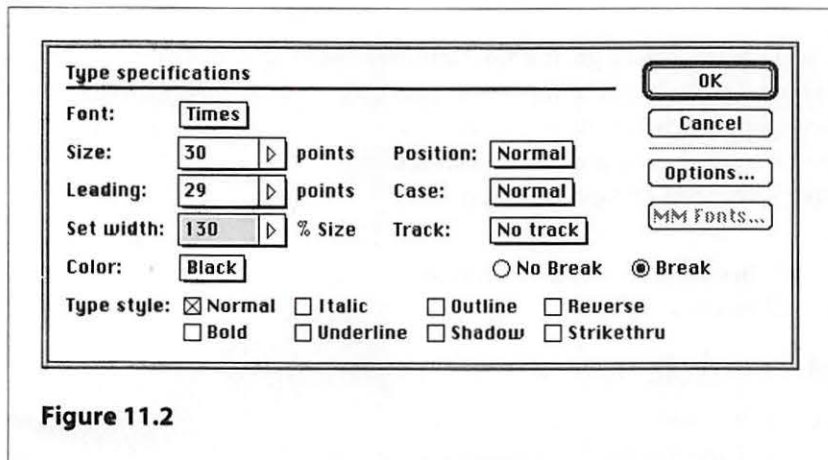 Type specifications
OK
Font: Times
Cancel
Size: 30 points Position: Normal
Options...
Leading: 29 points Case: Normal
MM Fonts...
Set width: 130 % Size Track: No track
Color: Black No Break Break
Type style: Normal Italic Outline Reverse
Bold Underline Shadow Strikethru
Figure 11.2